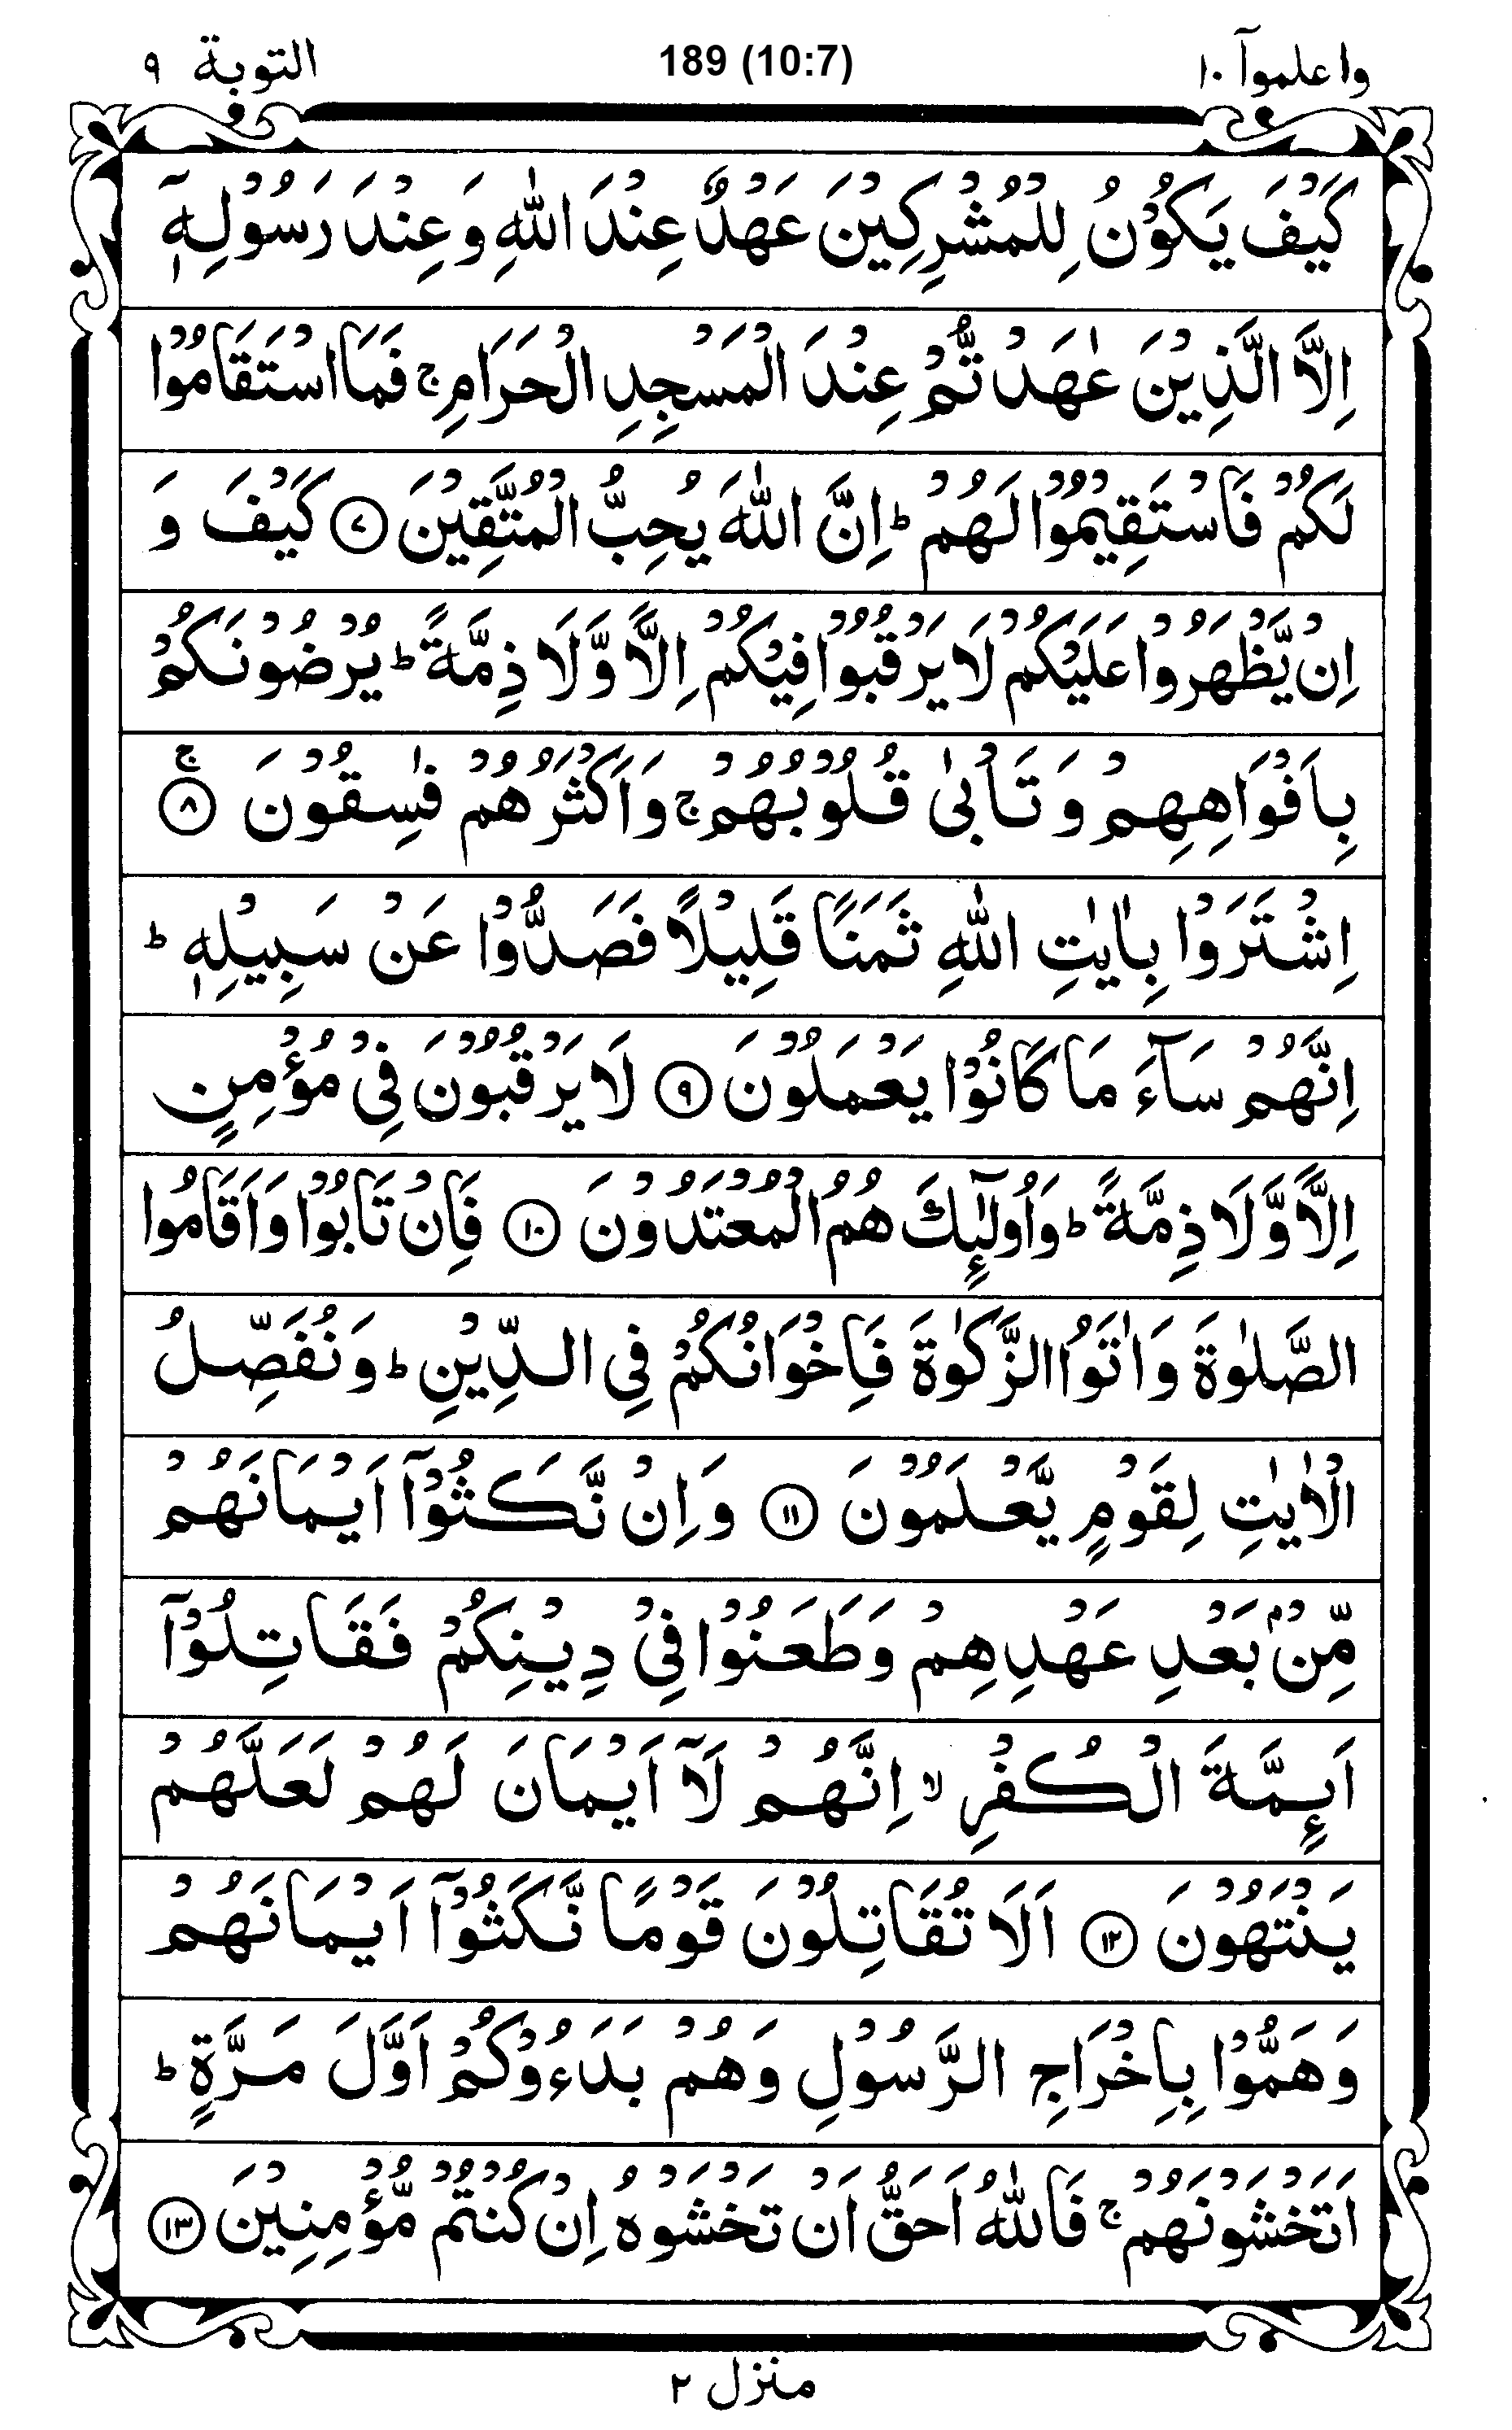 واعلموآ ١٠
189 (10:7)
التوبة ٩
كَيْفَ يَكُوْنُ لِلْمُشْرِكِيْنَ عَهْدٌ عِنْدَ اللّٰهِ وَعِنْدَ رَسُوْلِهٖۤ
اِلَّا الَّذِيْنَ عٰهَدْتُّمْ عِنْدَ الْمَسْجِدِ الْحَرَامِ ۚ فَمَا اسْتَقَامُوْا
لَكُمْ فَاسْتَقِيْمُوْا لَهُمْ ؕ اِنَّ اللّٰهَ يُحِبُّ الْمُتَّقِيْنَ ۝٧ كَيْفَ وَ
اِنْ يَّظْهَرُوْا عَلَيْكُمْ لَا يَرْقُبُوْا فِيْكُمْ اِلًّا وَّلَا ذِمَّةً ؕ يُرْضُوْنَكُمْ
بِاَفْوَاهِهِمْ وَتَاْبٰى قُلُوْبُهُمْ ۚ وَاَكْثَرُهُمْ فٰسِقُوْنَ ۝٨ۚ
اِشْتَرَوْا بِاٰيٰتِ اللّٰهِ ثَمَنًا قَلِيْلًا فَصَدُّوْا عَنْ سَبِيْلِهٖ ؕ
اِنَّهُمْ سَآءَ مَا كَانُوْا يَعْمَلُوْنَ ۝٩ لَا يَرْقُبُوْنَ فِيْ مُؤْمِنٍ
اِلًّا وَّلَا ذِمَّةً ؕ وَاُولٰٓئِكَ هُمُ الْمُعْتَدُوْنَ ۝١٠ فَاِنْ تَابُوْا وَاَقَامُوا
الصَّلٰوةَ وَاٰتَوُا الزَّكٰوةَ فَاِخْوَانُكُمْ فِي الدِّيْنِ ؕ وَنُفَصِّلُ
الْاٰيٰتِ لِقَوْمٍ يَّعْلَمُوْنَ ۝١١ وَاِنْ نَّكَثُوْۤا اَيْمَانَهُمْ
مِّنْۢ بَعْدِ عَهْدِهِمْ وَطَعَنُوْا فِيْ دِيْنِكُمْ فَقَاتِلُوْۤا
اَىِٕمَّةَ الْكُفْرِ ۙ اِنَّهُمْ لَاۤ اَيْمَانَ لَهُمْ لَعَلَّهُمْ
يَنْتَهُوْنَ ۝١٢ اَلَا تُقَاتِلُوْنَ قَوْمًا نَّكَثُوْۤا اَيْمَانَهُمْ
وَهَمُّوْا بِاِخْرَاجِ الرَّسُوْلِ وَهُمْ بَدَءُوْكُمْ اَوَّلَ مَرَّةٍ ؕ
اَتَخْشَوْنَهُمْ ۚ فَاللّٰهُ اَحَقُّ اَنْ تَخْشَوْهُ اِنْ كُنْتُمْ مُّؤْمِنِيْنَ ۝١٣
منزل ٢